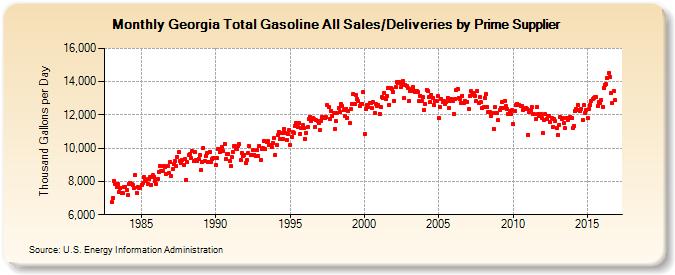 Monthly Georgia Total Gasoline All Sales/Deliveries by Prime Supplier
Thousand Gallons per Day
16,000
14,000
12,000
10,000
8,000
6,000
1985 1990 1995 2000 2005 2010 2015
Source: U.S. Energy Information Administration